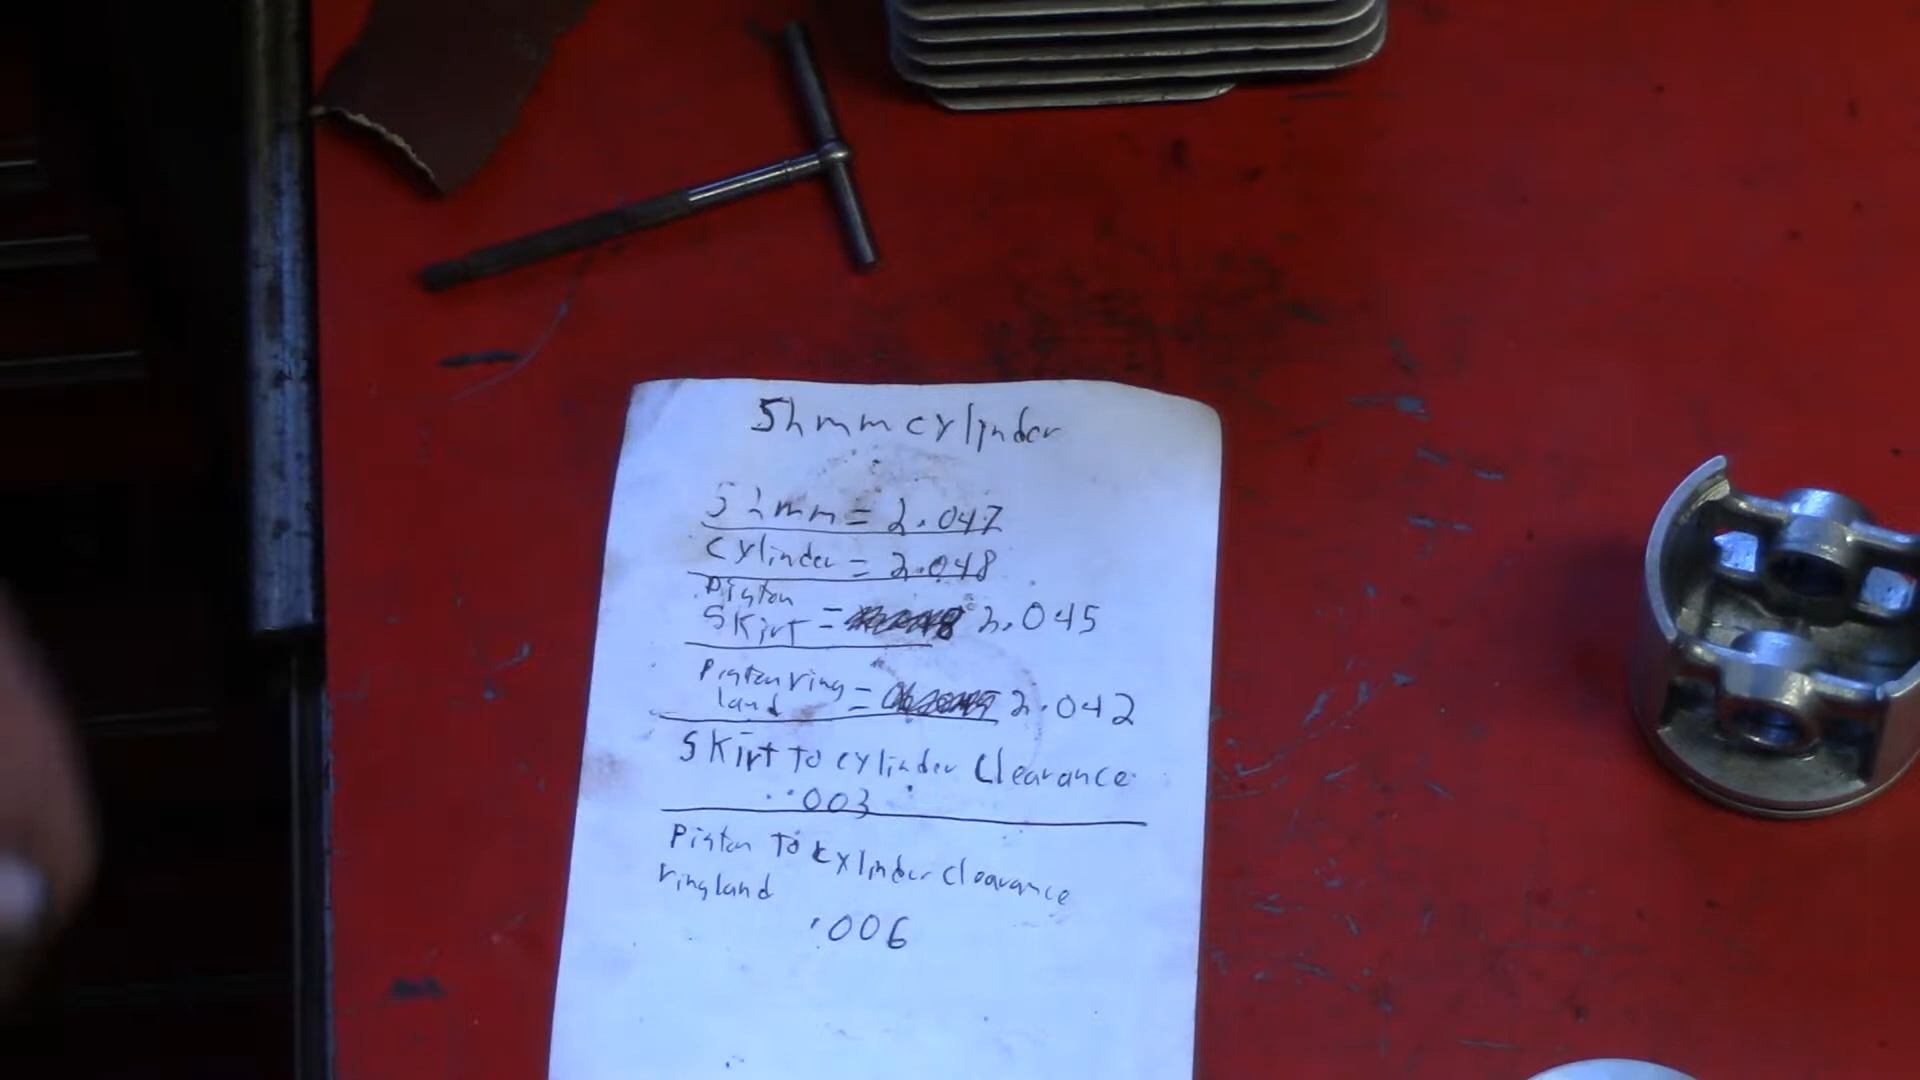 52mm cylinder
52mm = 2.047
cylinder = 2.048
Piston
Skirt = 2.045
Piston ring
land = 2.042
Skirt To cylinder Clearance
.003
Piston To cylinder Clearance
ringland
.006